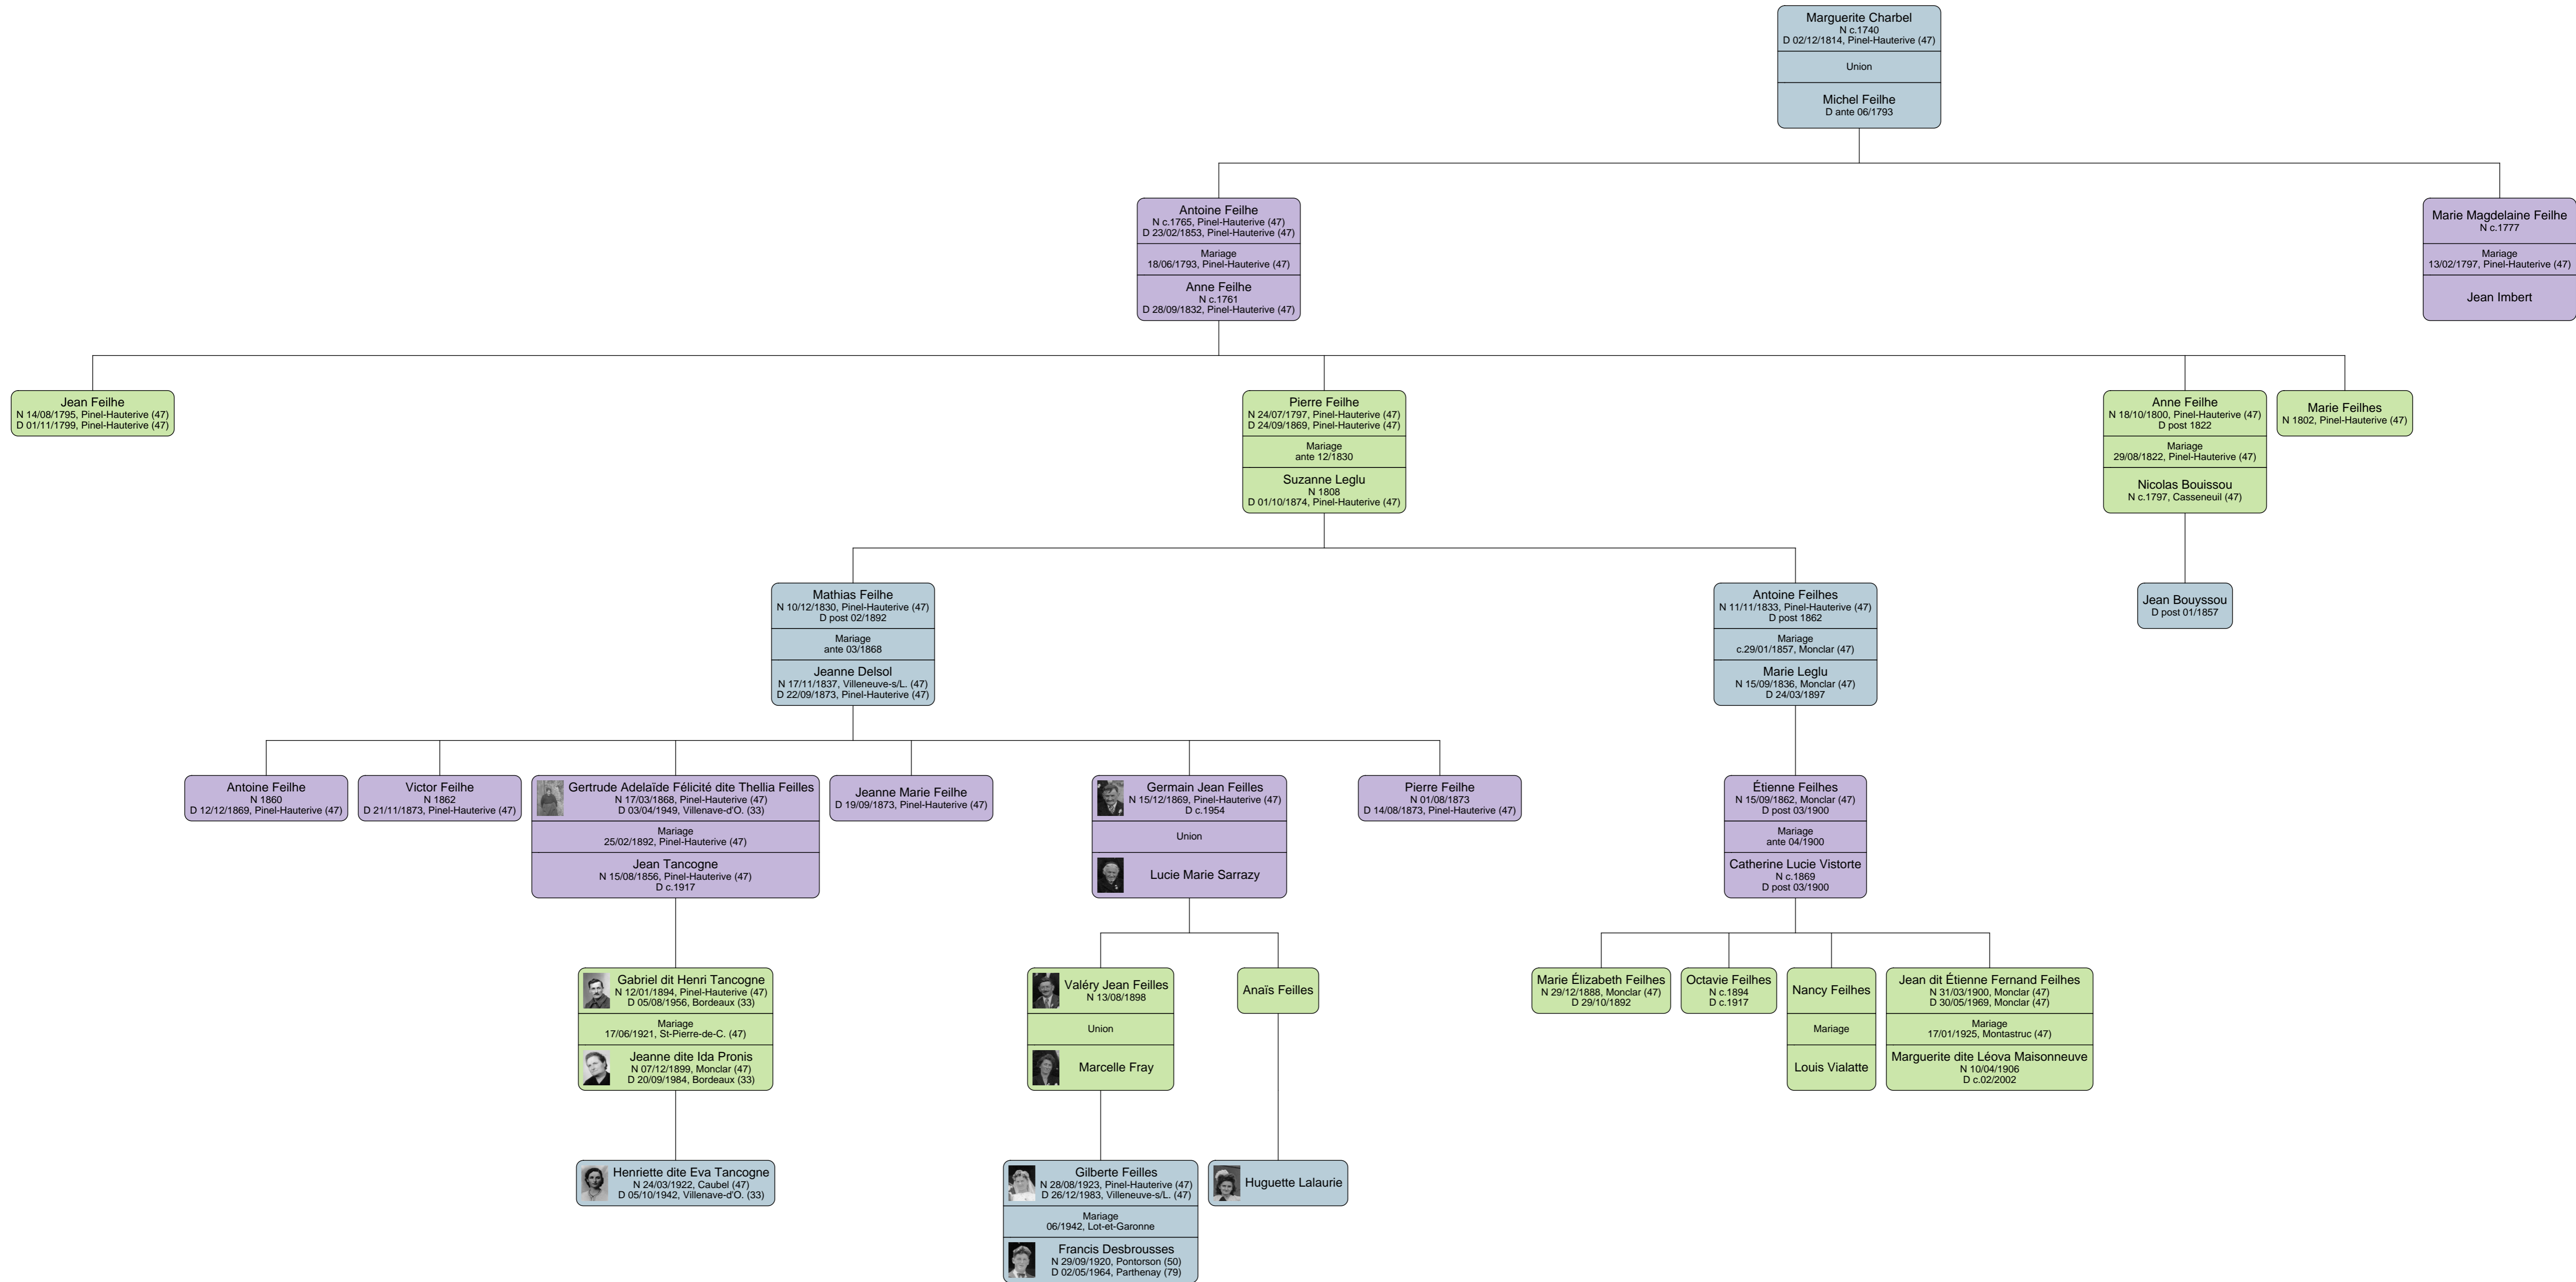 Marguerite Charbel
N c.1740
D 02/12/1814, Pinel-Hauterive (47)
Union
Michel Feilhe
D ante 06/1793
Antoine Feilhe
N c.1765, Pinel-Hauterive (47)
D 23/02/1853, Pinel-Hauterive (47)
Mariage
18/06/1793, Pinel-Hauterive (47)
Anne Feilhe
N c.1761
D 28/09/1832, Pinel-Hauterive (47)
Marie Magdelaine Feilhe
N c.1777
Mariage
13/02/1797, Pinel-Hauterive (47)
Jean Imbert
Jean Feilhe
N 14/08/1795, Pinel-Hauterive (47)
D 01/11/1799, Pinel-Hauterive (47)
Pierre Feilhe
N 24/07/1797, Pinel-Hauterive (47)
D 24/09/1869, Pinel-Hauterive (47)
Mariage
ante 12/1830
Suzanne Leglu
N 1808
D 01/10/1874, Pinel-Hauterive (47)
Anne Feilhe
N 18/10/1800, Pinel-Hauterive (47)
D post 1822
Mariage
29/08/1822, Pinel-Hauterive (47)
Nicolas Bouissou
N c.1797, Casseneuil (47)
Marie Feilhes
N 1802, Pinel-Hauterive (47)
Mathias Feilhe
N 10/12/1830, Pinel-Hauterive (47)
D post 02/1892
Mariage
ante 03/1868
Jeanne Delsol
N 17/11/1837, Villeneuve-s/L. (47)
D 22/09/1873, Pinel-Hauterive (47)
Antoine Feilhes
N 11/11/1833, Pinel-Hauterive (47)
D post 1862
Mariage
c.29/01/1857, Monclar (47)
Marie Leglu
N 15/09/1836, Monclar (47)
D 24/03/1897
Jean Bouyssou
D post 01/1857
Antoine Feilhe
N 1860
D 12/12/1869, Pinel-Hauterive (47)
Victor Feilhe
N 1862
D 21/11/1873, Pinel-Hauterive (47)
Gertrude Adelaïde Félicité dite Thellia Feilles
N 17/03/1868, Pinel-Hauterive (47)
D 03/04/1949, Villenave-d'O. (33)
Mariage
25/02/1892, Pinel-Hauterive (47)
Jean Tancogne
N 15/08/1856, Pinel-Hauterive (47)
D c.1917
Jeanne Marie Feilhe
D 19/09/1873, Pinel-Hauterive (47)
Germain Jean Feilles
N 15/12/1869, Pinel-Hauterive (47)
D c.1954
Union
Lucie Marie Sarrazy
Pierre Feilhe
N 01/08/1873
D 14/08/1873, Pinel-Hauterive (47)
Étienne Feilhes
N 15/09/1862, Monclar (47)
D post 03/1900
Mariage
ante 04/1900
Catherine Lucie Vistorte
N c.1869
D post 03/1900
Gabriel dit Henri Tancogne
N 12/01/1894, Pinel-Hauterive (47)
D 05/08/1956, Bordeaux (33)
Mariage
17/06/1921, St-Pierre-de-C. (47)
Jeanne dite Ida Pronis
N 07/12/1899, Monclar (47)
D 20/09/1984, Bordeaux (33)
Valéry Jean Feilles
N 13/08/1898
Union
Marcelle Fray
Anaïs Feilles
Marie Élizabeth Feilhes
N 29/12/1888, Monclar (47)
D 29/10/1892
Octavie Feilhes
N c.1894
D c.1917
Nancy Feilhes
Mariage
Louis Vialatte
Jean dit Étienne Fernand Feilhes
N 31/03/1900, Monclar (47)
D 30/05/1969, Monclar (47)
Mariage
17/01/1925, Montastruc (47)
Marguerite dite Léova Maisonneuve
N 10/04/1906
D c.02/2002
Henriette dite Eva Tancogne
N 24/03/1922, Caubel (47)
D 05/10/1942, Villenave-d'O. (33)
Gilberte Feilles
N 28/08/1923, Pinel-Hauterive (47)
D 26/12/1983, Villeneuve-s/L. (47)
Mariage
06/1942, Lot-et-Garonne
Francis Desbrousses
N 29/09/1920, Pontorson (50)
D 02/05/1964, Parthenay (79)
Huguette Lalaurie